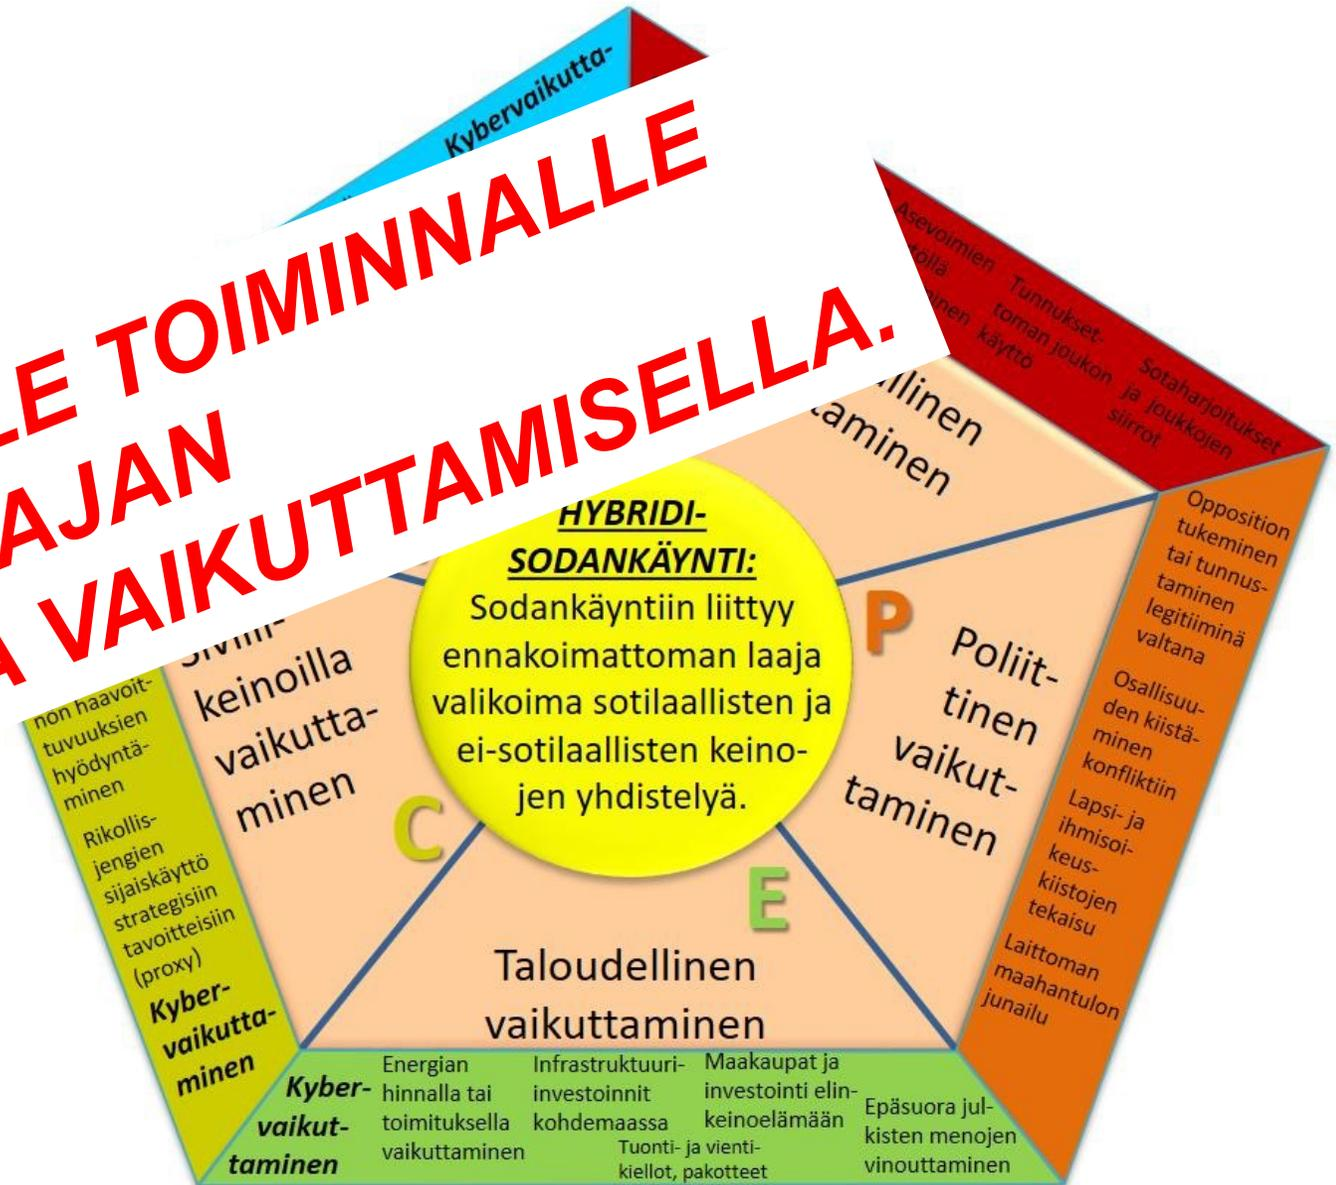 Kybervaikutta-
LE TOIMINNALLE
AJAN
VAIKUTTAMISELLA.
Asevoimien
Tunnukset-
toman joukon
käyttö
Sotaharjoitukset
ja joukkojen
siirrot
HYBRIDI-
SODANKÄYNTI:
Sodankäyntiin liittyy
ennakoimattoman laaja
valikoima sotilaallisten ja
ei-sotilaallisten keino-
jen yhdistelyä.
P
Poliit-
tinen
vaikut-
taminen
Opposition
tukeminen
tai tunnus-
taminen
legitiiminä
valtana
Osallisuu-
den kiistä-
minen
konfliktiin
Lapsi- ja
ihmisoi-
keus-
kiistojen
tekaisu
Laittoman
maahantulon
junailu
keinoilla
vaikutta-
minen
C
non haavoit-
tuvuuksien
hyödyntä-
minen
Rikollis-
jengien
sijaiskäyttö
strategisiin
tavoitteisiin
(proxy)
Kyber-
vaikutta-
minen
E
Taloudellinen
vaikuttaminen
Kyber-
vaikut-
taminen
Energian
hinnalla tai
toimituksella
vaikuttaminen
Infrastruktuuri-
investoinnit
kohdemaassa
Tuonti- ja vienti-
kiellot, pakotteet
Maakaupat ja
investointi elin-
keinoelämään
Epäsuora jul-
kisten menojen
vinouttaminen